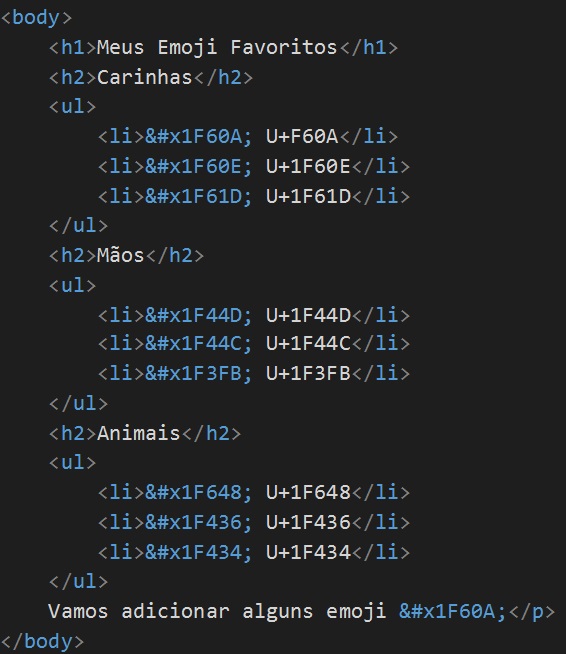 <body>
<h1>Meus Emoji Favoritos</h1>
<h2>Carinhas</h2>
<ul>
<li>&#x1F60A; U+F60A</li>
<li>&#x1F60E; U+1F60E</li>
<li>&#x1F61D; U+1F61D</li>
</ul>
<h2>Mãos</h2>
<ul>
<li>&#x1F44D; U+1F44D</li>
<li>&#x1F44C; U+1F44C</li>
<li>&#x1F3FB; U+1F3FB</li>
</ul>
<h2>Animais</h2>
<ul>
<li>&#x1F648; U+1F648</li>
<li>&#x1F436; U+1F436</li>
<li>&#x1F434; U+1F434</li>
</ul>
Vamos adicionar alguns emoji &#x1F60A;</p>
</body>